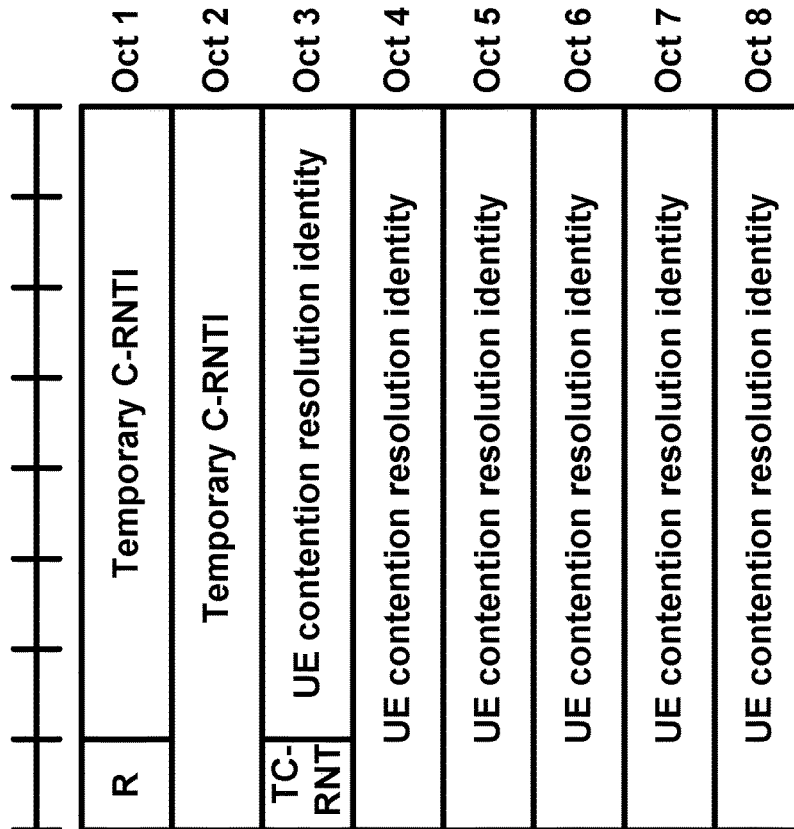 R
Temporary C-RNTI
Oct 1
Temporary C-RNTI
Oct 2
TC-
RNT
UE contention resolution identity
Oct 3
UE contention resolution identity
Oct 4
UE contention resolution identity
Oct 5
UE contention resolution identity
Oct 6
UE contention resolution identity
Oct 7
UE contention resolution identity
Oct 8